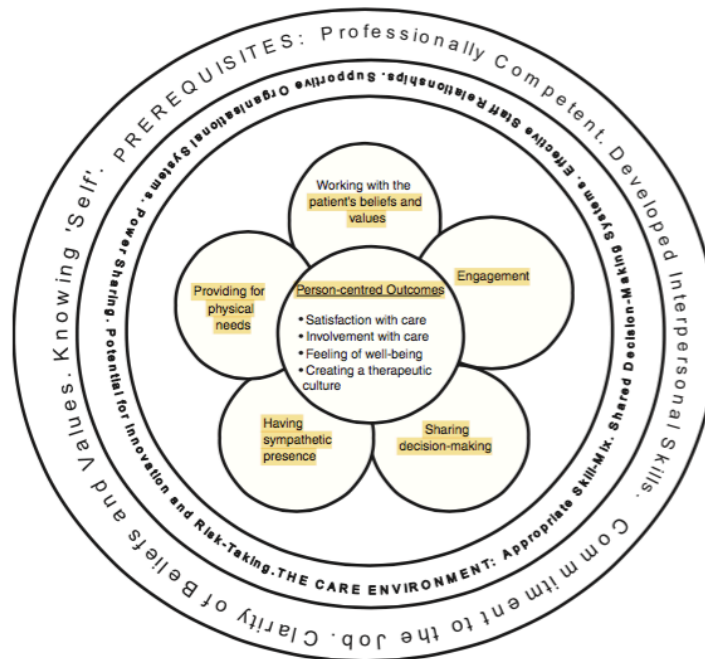 PREREQUISITES: Professionally Competent. Developed Interpersonal Skills. Commitment to the Job. Clarity of Beliefs and Values. Knowing 'Self'.
THE CARE ENVIRONMENT: Appropriate Skill-Mix. Shared Decision-Making Systems. Effective Staff Relationships. Supportive Organisational Systems. Power Sharing. Potential for Innovation and Risk-Taking.
Working with the
patient's beliefs and
values
Engagement
Providing for
physical
needs
Person-centred Outcomes
• Satisfaction with care
• Involvement with care
• Feeling of well-being
• Creating a therapeutic
culture
Having
sympathetic
presence
Sharing
decision-making